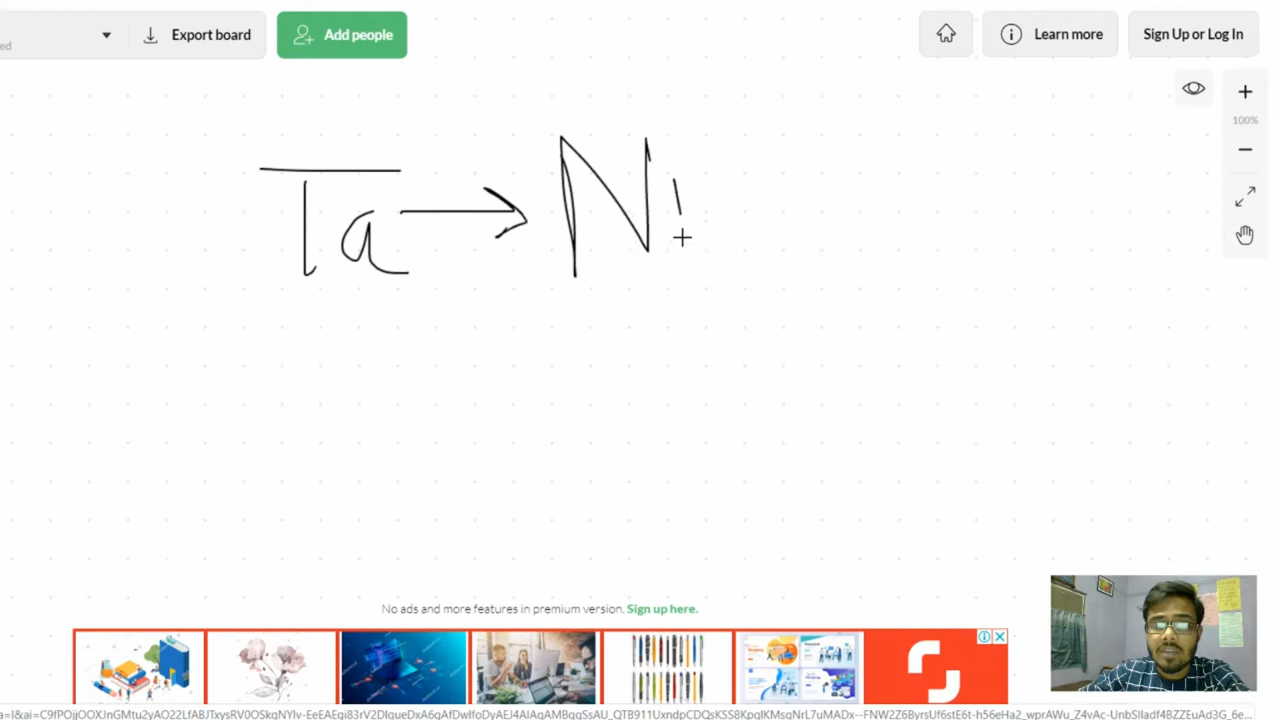 ed
Export board
Add people
Learn more
Sign Up or Log In
100%
Ta → Ni
No ads and more features in premium version. Sign up here.